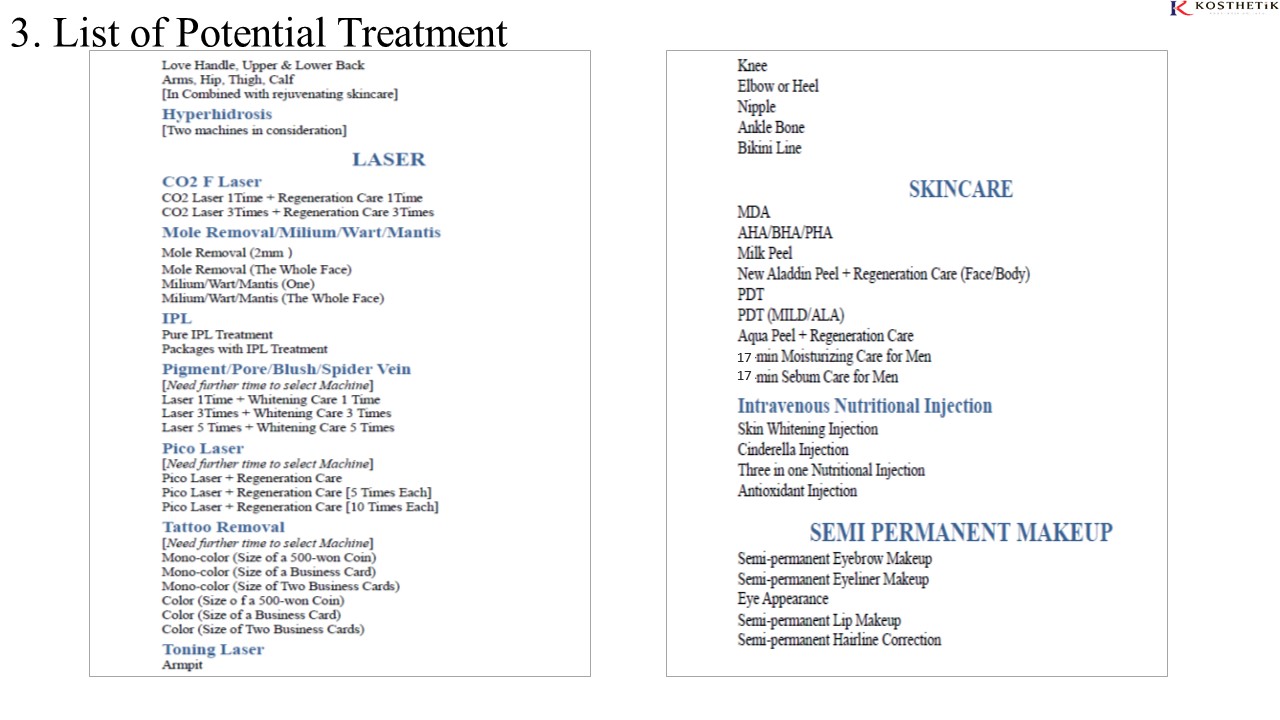 KOSTHETiK
3. List of Potential Treatment
Love Handle, Upper & Lower Back
Arms, Hip, Thigh, Calf
[In Combined with rejuvenating skincare]
Hyperhidrosis
[Two machines in consideration]
LASER
CO2 F Laser
CO2 Laser 1Time + Regeneration Care 1Time
CO2 Laser 3Times + Regeneration Care 3Times
Mole Removal/Milium/Wart/Mantis
Mole Removal (2mm )
Mole Removal (The Whole Face)
Milium/Wart/Mantis (One)
Milium/Wart/Mantis (The Whole Face)
IPL
Pure IPL Treatment
Packages with IPL Treatment
Pigment/Pore/Blush/Spider Vein
[Need further time to select Machine]
Laser 1Time + Whitening Care 1 Time
Laser 3Times + Whitening Care 3 Times
Laser 5 Times + Whitening Care 5 Times
Pico Laser
[Need further time to select Machine]
Pico Laser + Regeneration Care
Pico Laser + Regeneration Care [5 Times Each]
Pico Laser + Regeneration Care [10 Times Each]
Tattoo Removal
[Need further time to select Machine]
Mono-color (Size of a 500-won Coin)
Mono-color (Size of a Business Card)
Mono-color (Size of Two Business Cards)
Color (Size o f a 500-won Coin)
Color (Size of a Business Card)
Color (Size of Two Business Cards)
Toning Laser
Armpit
Knee
Elbow or Heel
Nipple
Ankle Bone
Bikini Line
SKINCARE
MDA
AHA/BHA/PHA
Milk Peel
New Aladdin Peel + Regeneration Care (Face/Body)
PDT
PDT (MILD/ALA)
Aqua Peel + Regeneration Care
17 -min Moisturizing Care for Men
17 -min Sebum Care for Men
Intravenous Nutritional Injection
Skin Whitening Injection
Cinderella Injection
Three in one Nutritional Injection
Antioxidant Injection
SEMI PERMANENT MAKEUP
Semi-permanent Eyebrow Makeup
Semi-permanent Eyeliner Makeup
Eye Appearance
Semi-permanent Lip Makeup
Semi-permanent Hairline Correction